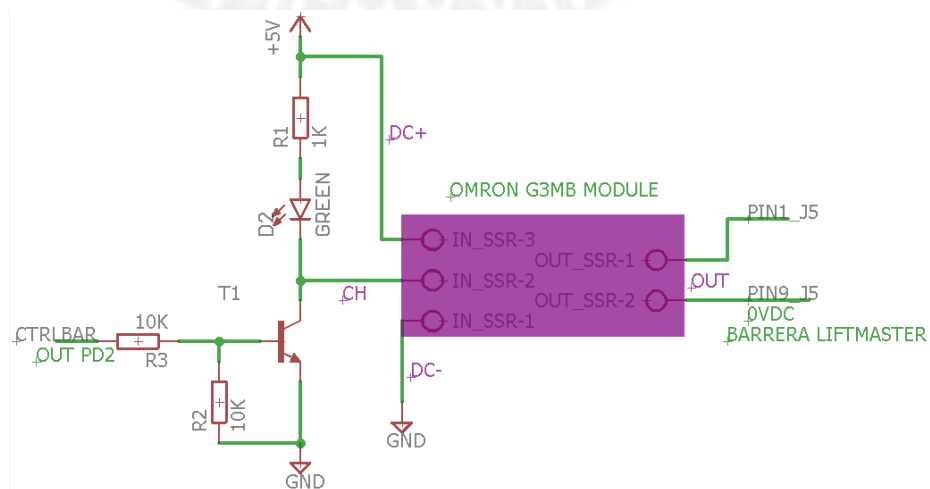 +5V
R1
1K
DC+
D2
GREEN
OMRON G3MB MODULE
PIN1_J5
IN_SSR-3
OUT_SSR-1
IN_SSR-2
OUT
CH
OUT_SSR-2
PIN9_J5
T1
IN_SSR-1
0VDC
CTRLBAR
10K
BARRERA LIFTMASTER
OUT PD2
R3
DC-
R2
10K
GND
GND